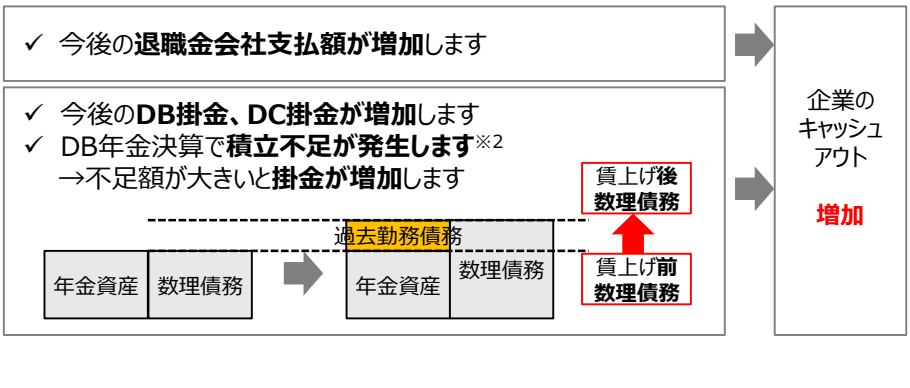 ✓ 今後の退職金会社支払額が増加します
✓ 今後のDB掛金、DC掛金が増加します
✓ DB年金決算で積立不足が発生します※2
→不足額が大きいと掛金が増加します
年金資産
数理債務
過去勤務債務
年金資産
数理債務
賃上げ後
数理債務
賃上げ前
数理債務
企業の
キャッシュ
アウト
増加